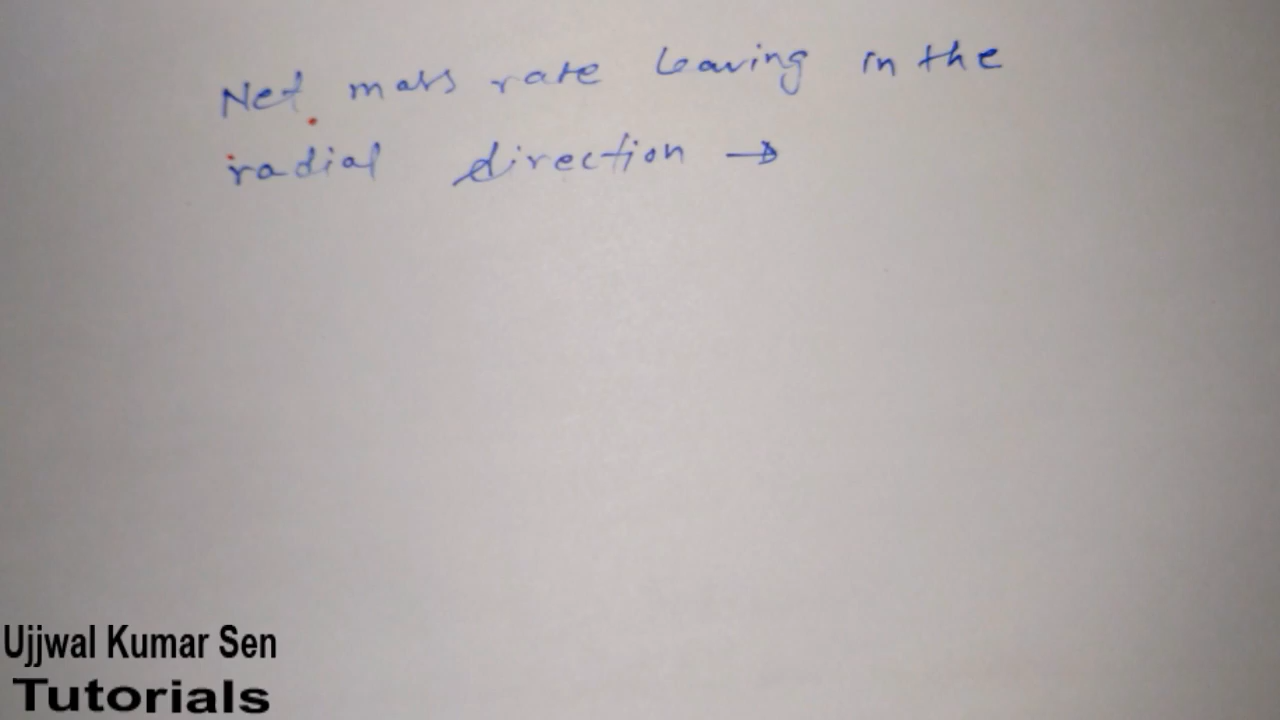 Net mass rate leaving in the
radial direction →
Ujjwal Kumar Sen
Tutorials